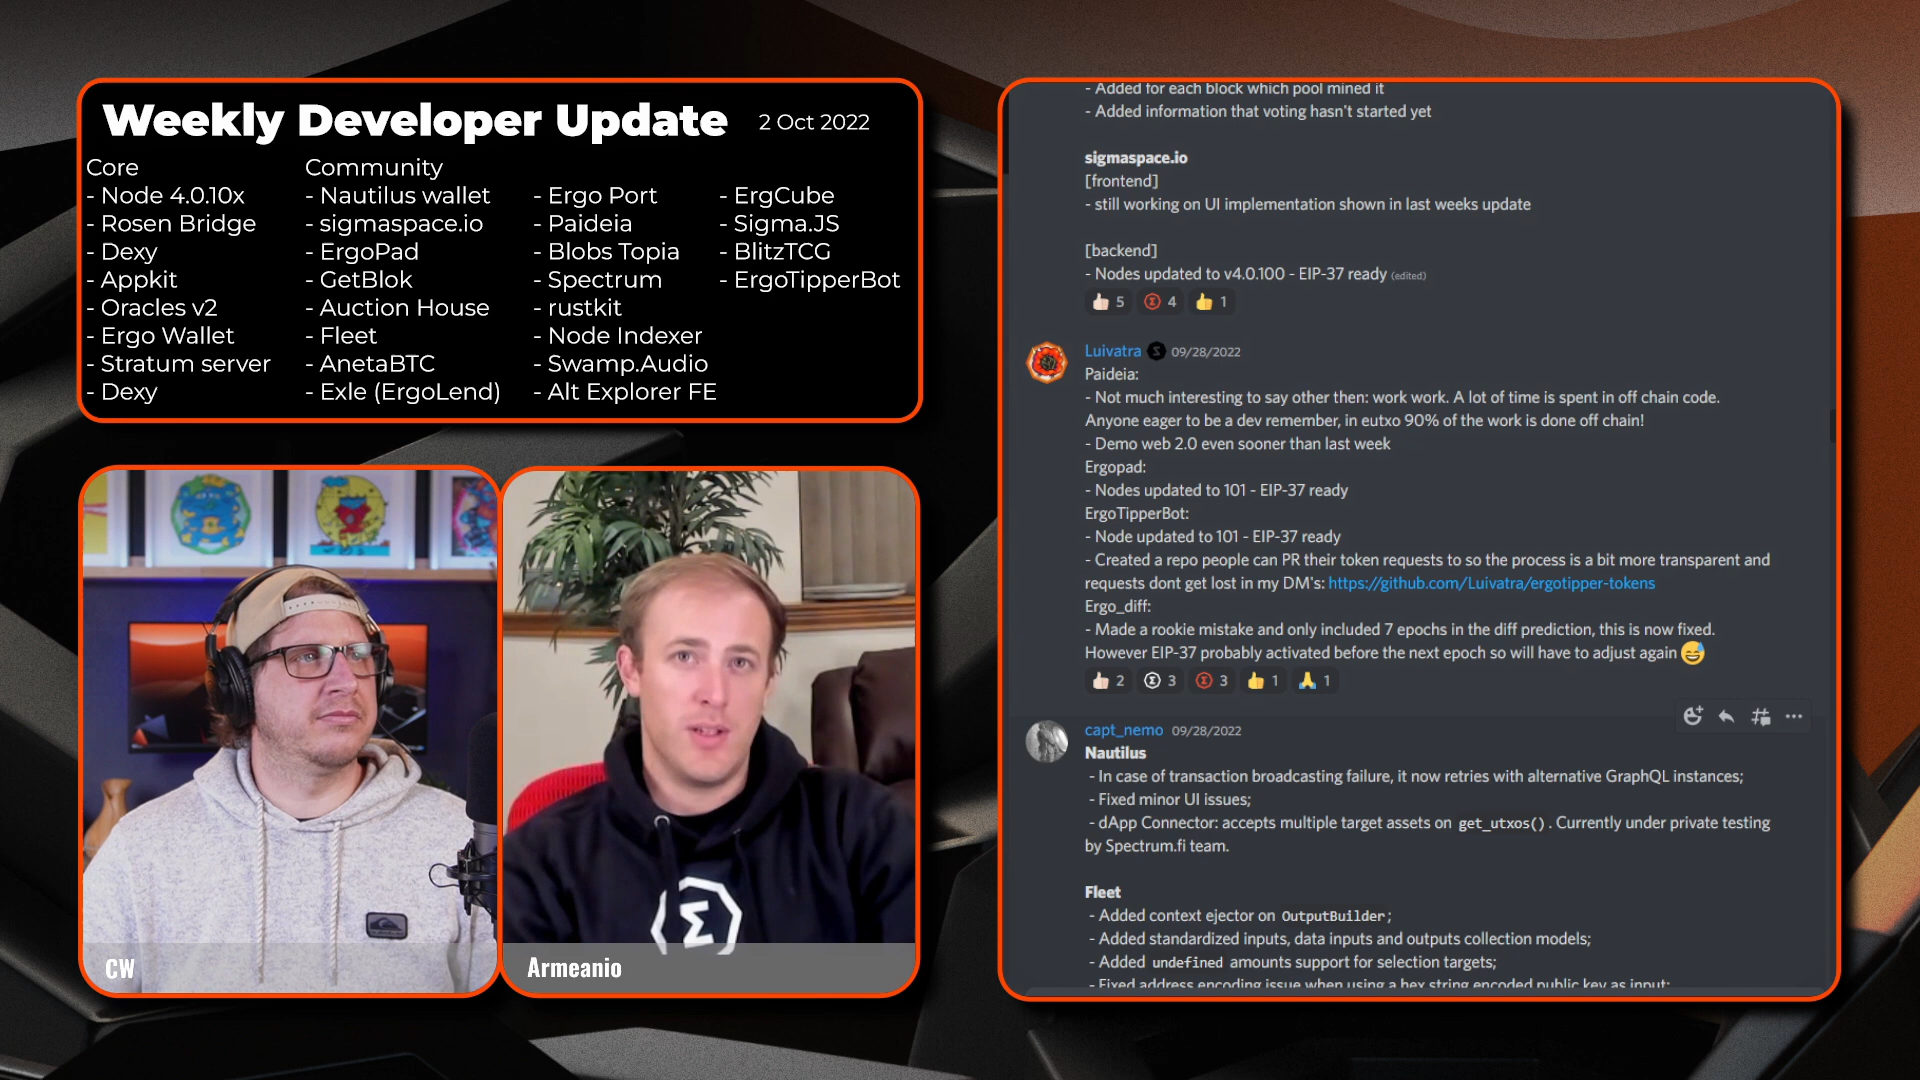 Weekly Developer Update 2 Oct 2022
Core
- Node 4.0.10x
- Rosen Bridge
- Dexy
- Appkit
- Oracles v2
- Ergo Wallet
- Stratum server
- Dexy
Community
- Nautilus wallet
- sigmaspace.io
- ErgoPad
- GetBlok
- Auction House
- Fleet
- AnetaBTC
- Exle (ErgoLend)
- Ergo Port
- Paideia
- Blobs Topia
- Spectrum
- rustkit
- Node Indexer
- Swamp.Audio
- Alt Explorer FE
- ErgCube
- Sigma.JS
- BlitzTCG
- ErgoTipperBot
CW
Armeanio
- Added for each block which pool mined it
- Added information that voting hasn't started yet
sigmaspace.io
[frontend]
- still working on UI implementation shown in last weeks update
[backend]
- Nodes updated to v4.0.100 - EIP-37 ready (edited)
5 4 1
Luivatra 09/28/2022
Paideia:
- Not much interesting to say other then: work work. A lot of time is spent in off chain code.
Anyone eager to be a dev remember, in eutxo 90% of the work is done off chain!
- Demo web 2.0 even sooner than last week
Ergopad:
- Nodes updated to 101 - EIP-37 ready
ErgoTipperBot:
- Node updated to 101 - EIP-37 ready
- Created a repo people can PR their token requests to so the process is a bit more transparent and
requests dont get lost in my DM's: https://github.com/Luivatra/ergotipper-tokens
Ergo_diff:
- Made a rookie mistake and only included 7 epochs in the diff prediction, this is now fixed.
However EIP-37 probably activated before the next epoch so will have to adjust again
2 3 3 1 1
capt_nemo 09/28/2022
Nautilus
- In case of transaction broadcasting failure, it now retries with alternative GraphQL instances;
- Fixed minor UI issues;
- dApp Connector: accepts multiple target assets on get_utxos(). Currently under private testing
by Spectrum.fi team.
Fleet
- Added context ejector on OutputBuilder;
- Added standardized inputs, data inputs and outputs collection models;
- Added undefined amounts support for selection targets;
- Fixed address encoding issue when using a hex string encoded public key as input;